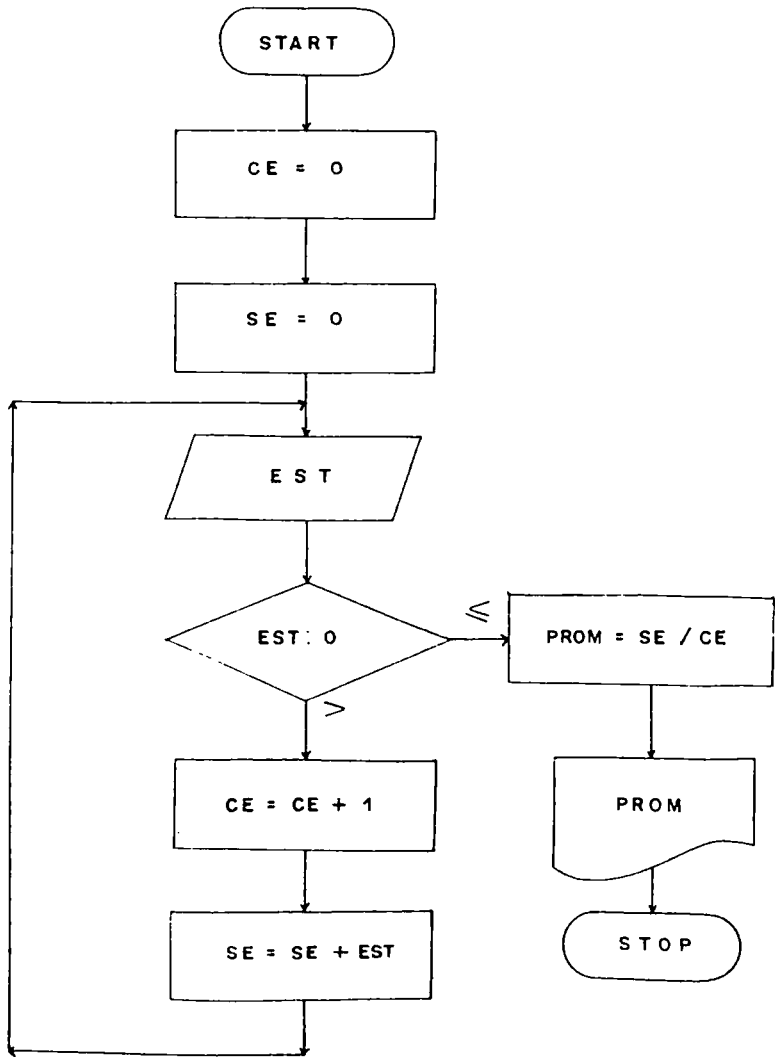 START
CE = 0
SE = 0
EST
EST: 0
≤
PROM = SE / CE
>
CE = CE + 1
PROM
SE = SE + EST
STOP